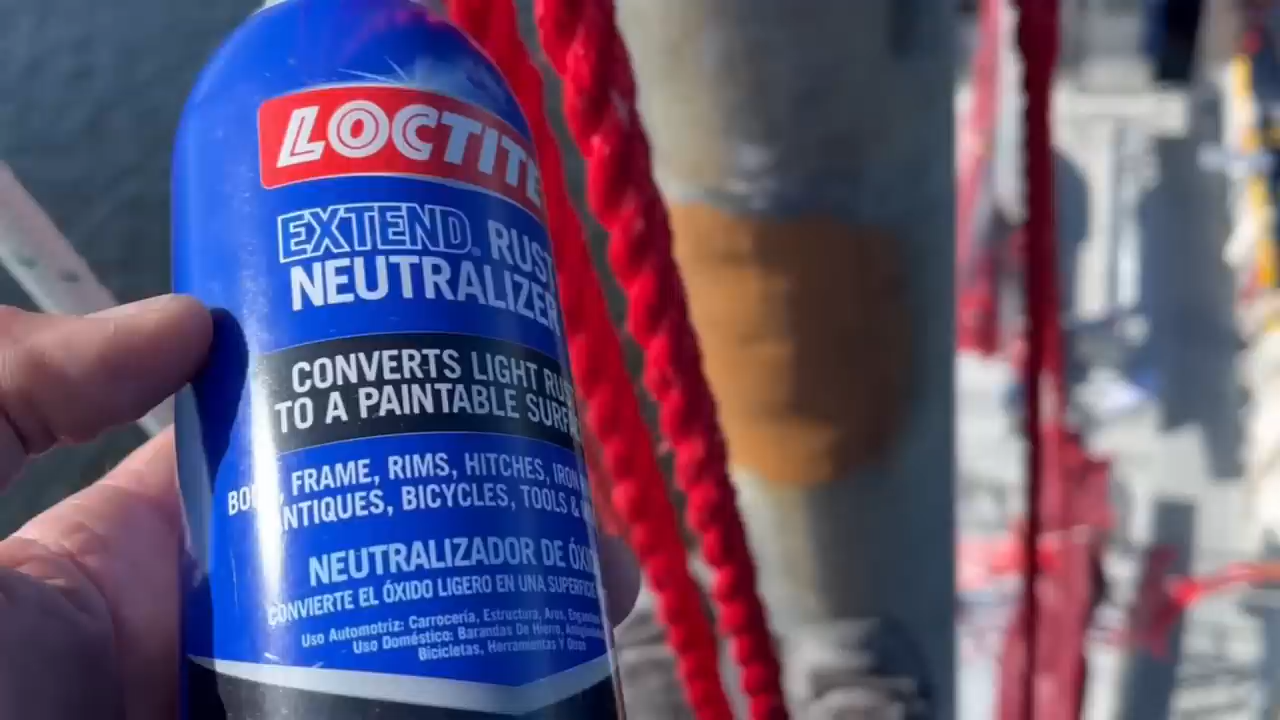 LOCTITE
EXTEND RUST
NEUTRALIZER
CONVERTS LIGHT RUST
TO A PAINTABLE
FRAME, RIMS, HITCHES, IRON
ANTIQUES, BICYCLES, TOOLS &
NEUTRALIZADOR DE
CONVIERTE EL ÓXIDO LIGERO EN UNA
Uso Automotriz: Carrocería, Estructura, Aros,
Uso Doméstico: Barandas De Hierro,
Bicicletas, Herramientas Y Otros